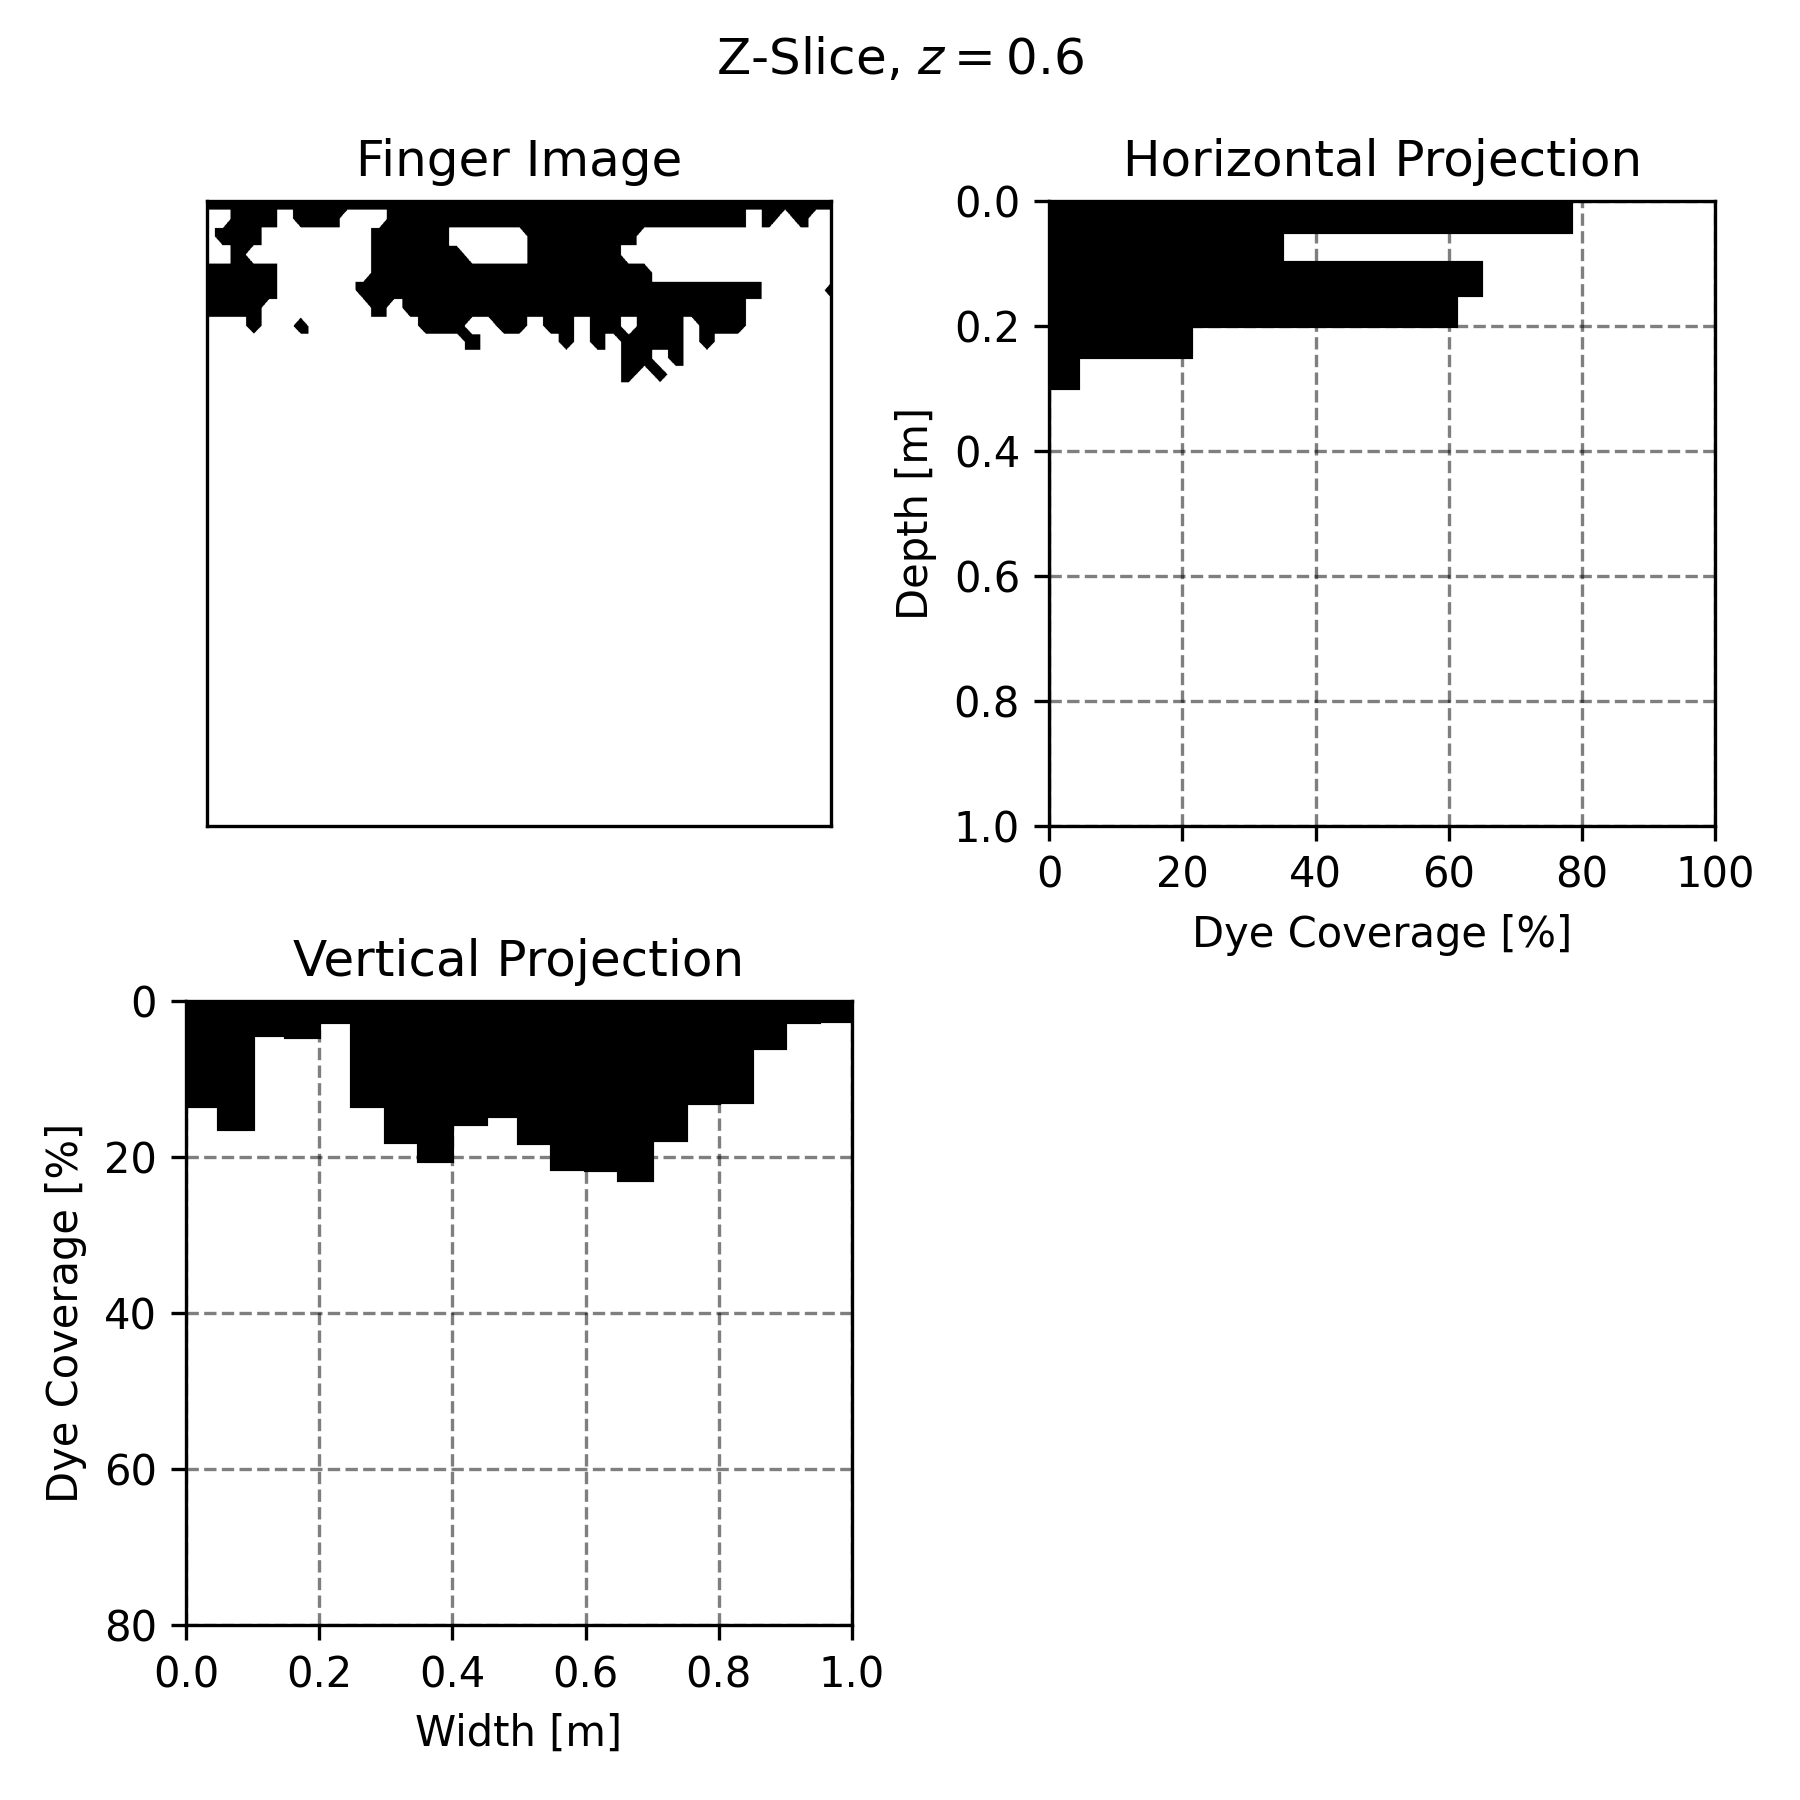 Z-Slice, z = 0.6
Finger Image
Horizontal Projection
0.0
0.2
0.4
0.6
0.8
1.0
Depth [m]
0 20 40 60 80 100
Dye Coverage [%]
Vertical Projection
0
20
40
60
80
Dye Coverage [%]
0.0 0.2 0.4 0.6 0.8 1.0
Width [m]